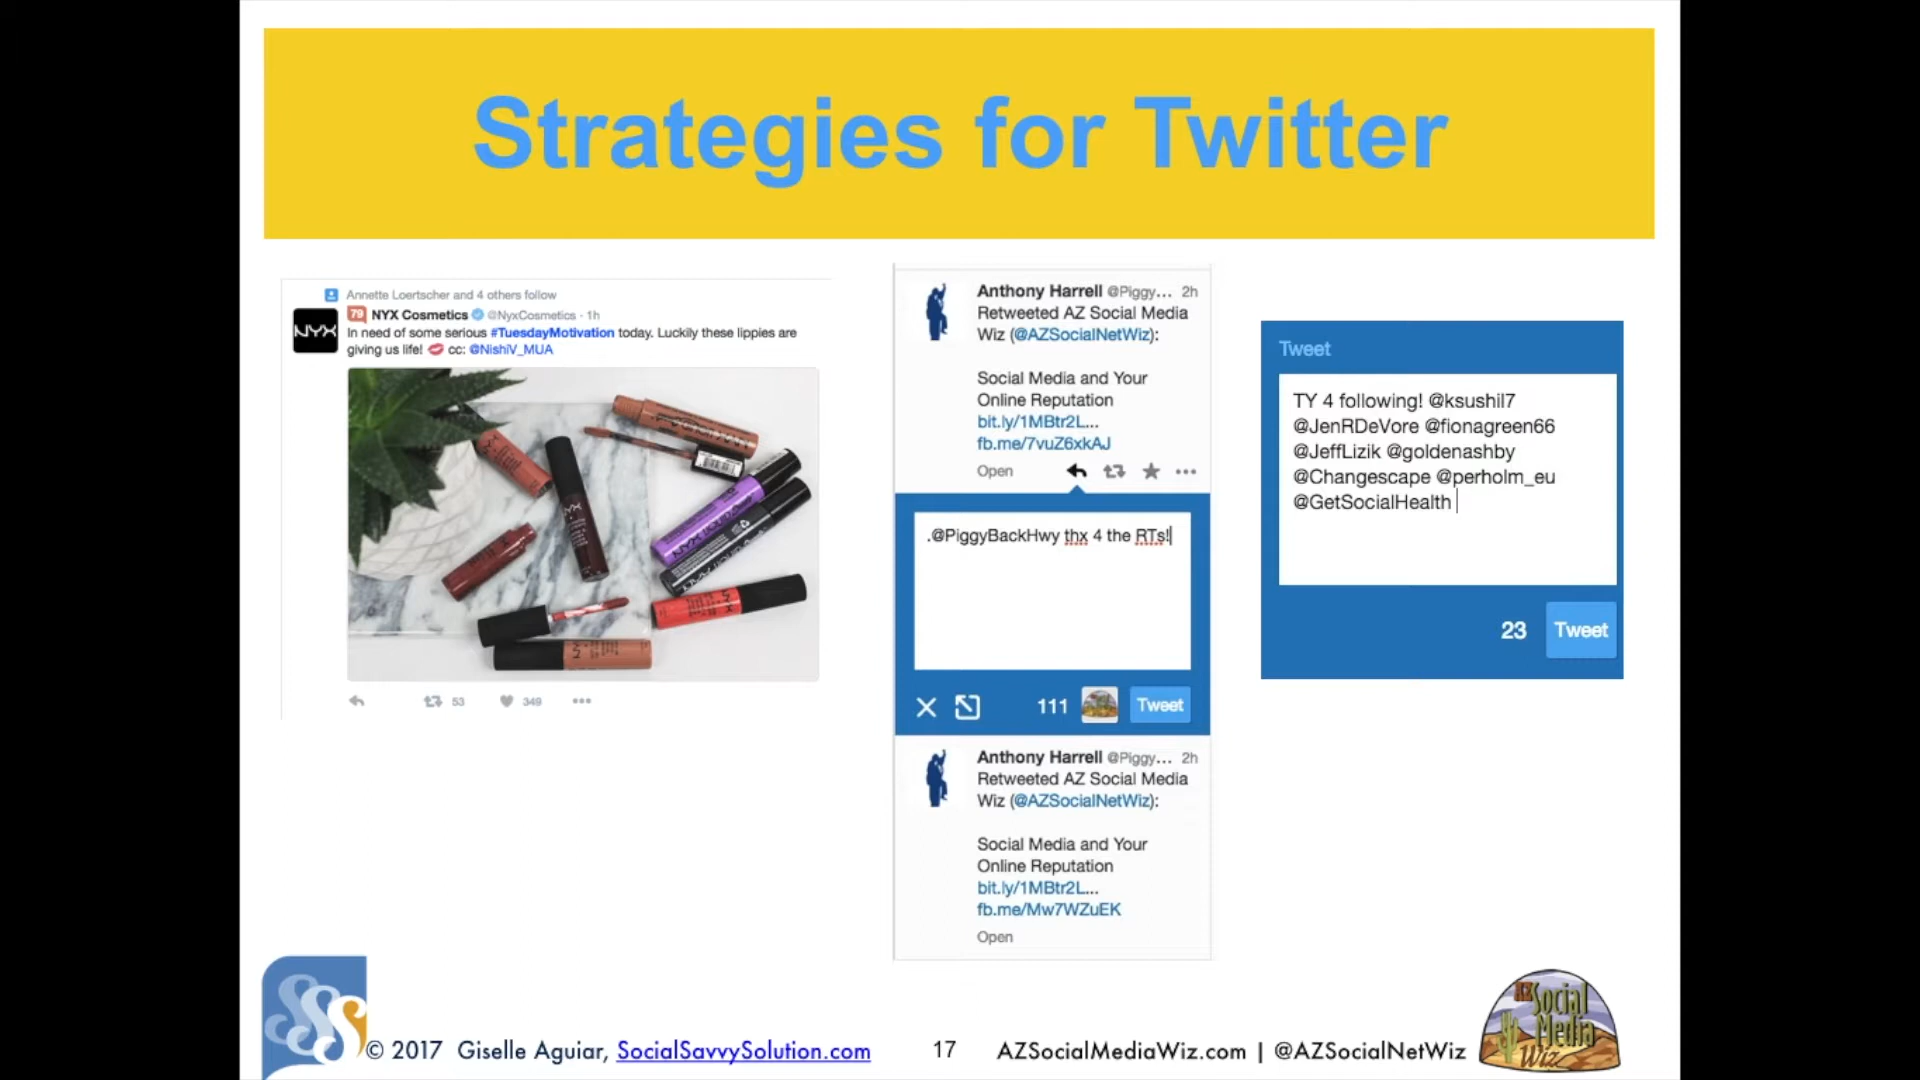 Strategies for Twitter
Annette Loertscher and 4 others follow
79 NYX Cosmetics @NyxCosmetics · 1h
NYX
In need of some serious #TuesdayMotivation today. Luckily these lippies are
giving us life! 💋 cc: @NishiV_MUA
53 349
Anthony Harrell @Piggy... 2h
Retweeted AZ Social Media
Wiz (@AZSocialNetWiz):
Social Media and Your
Online Reputation
bit.ly/1MBtr2L...
fb.me/7vuZ6xkAJ
Open
.@PiggyBackHwy thx 4 the RTs!
111 Tweet
Anthony Harrell @Piggy... 2h
Retweeted AZ Social Media
Wiz (@AZSocialNetWiz):
Social Media and Your
Online Reputation
bit.ly/1MBtr2L...
fb.me/Mw7WZuEK
Open
Tweet
TY 4 following! @ksushil7
@JenRDeVore @fionagreen66
@JeffLizik @goldenashby
@Changescape @perholm_eu
@GetSocialHealth
23 Tweet
SSS
© 2017 Giselle Aguiar, SocialSavvySolution.com
17
AZSocialMediaWiz.com | @AZSocialNetWiz
AZ
Social
Media
Wiz